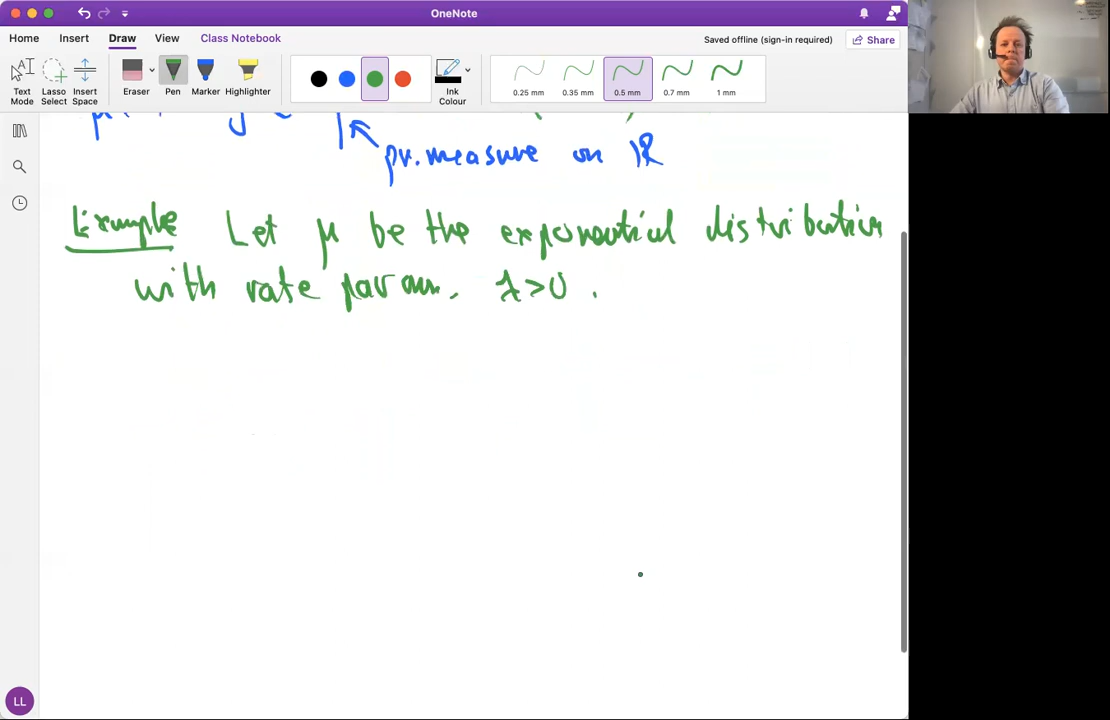 OneNote
Home Insert Draw View Class Notebook
Saved offline (sign-in required) Share
Text Mode
Lasso Select
Insert Space
Eraser
Pen
Marker
Highlighter
Ink Colour
0.25 mm 0.35 mm 0.5 mm 0.7 mm 1 mm
pr. measure on ℝ
Example Let μ be the exponential distribution
with rate param. λ>0.
LL